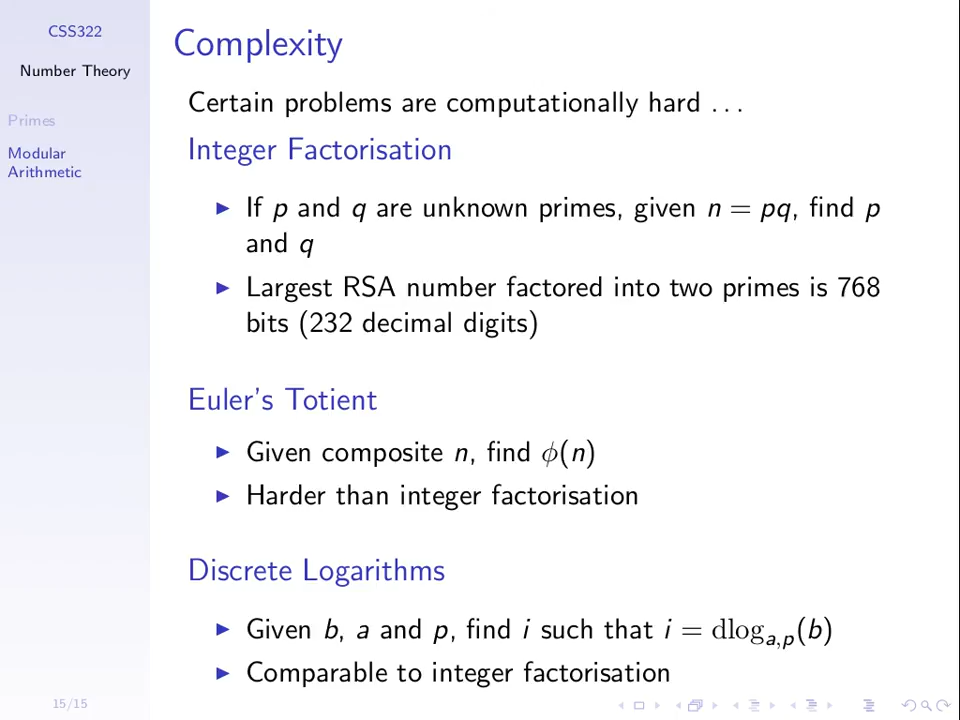 CSS322
Number Theory
Primes
Modular
Arithmetic
Complexity
Certain problems are computationally hard . . .
Integer Factorisation
▶ If p and q are unknown primes, given n = pq, find p
and q
▶ Largest RSA number factored into two primes is 768
bits (232 decimal digits)
Euler's Totient
▶ Given composite n, find ϕ(n)
▶ Harder than integer factorisation
Discrete Logarithms
▶ Given b, a and p, find i such that i = dlog_{a,p}(b)
▶ Comparable to integer factorisation
15/15